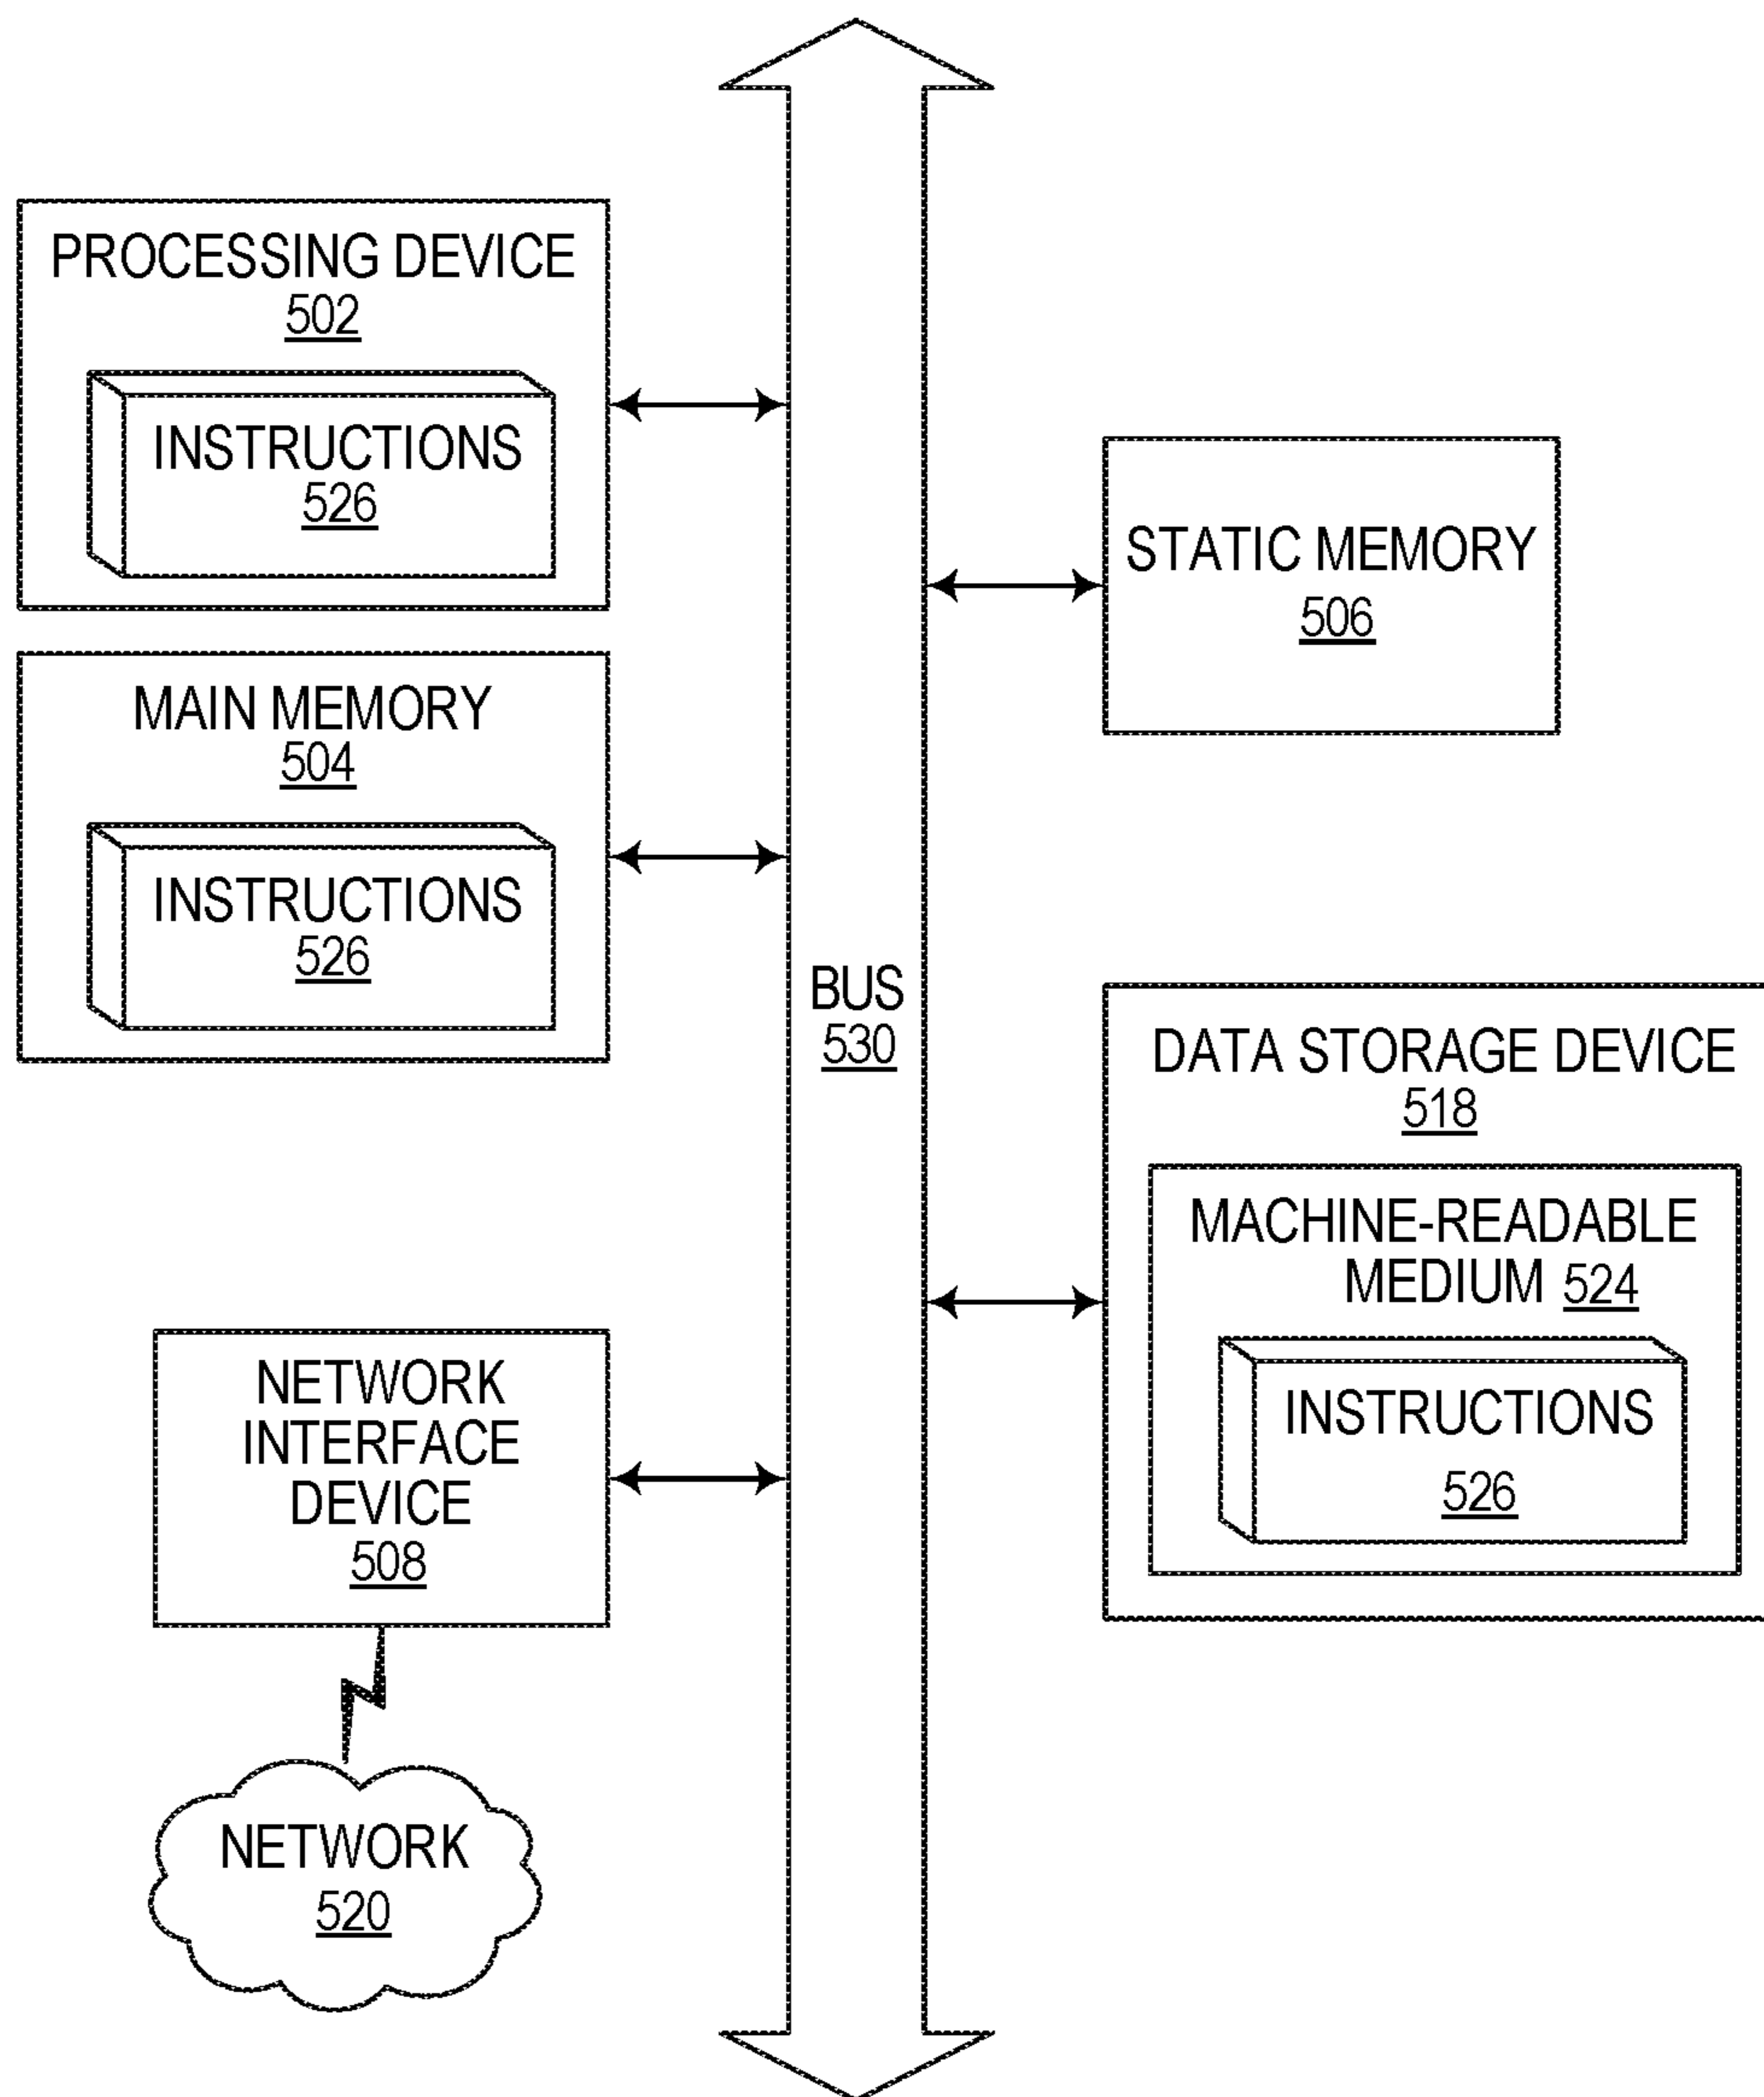 PROCESSING DEVICE
502
INSTRUCTIONS
526
MAIN MEMORY
504
INSTRUCTIONS
526
NETWORK
INTERFACE
DEVICE
508
NETWORK
520
BUS
530
STATIC MEMORY
506
DATA STORAGE DEVICE
518
MACHINE-READABLE
MEDIUM 524
INSTRUCTIONS
526